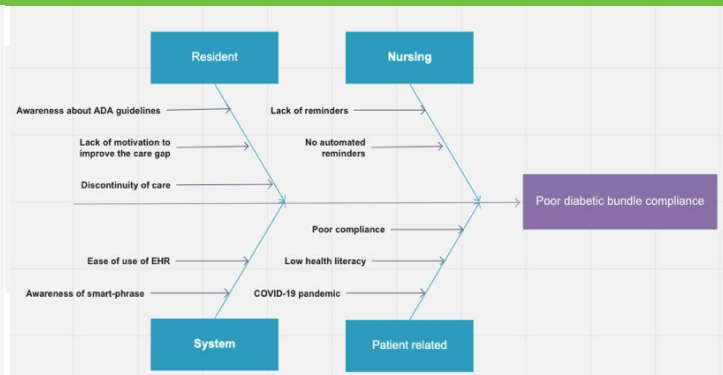 Resident
Nursing
Awareness about ADA guidelines
Lack of reminders
Lack of motivation to
improve the care gap
No automated
reminders
Discontinuity of care
Poor diabetic bundle compliance
Poor compliance
Ease of use of EHR
Low health literacy
Awareness of smart-phrase
COVID-19 pandemic
System
Patient related